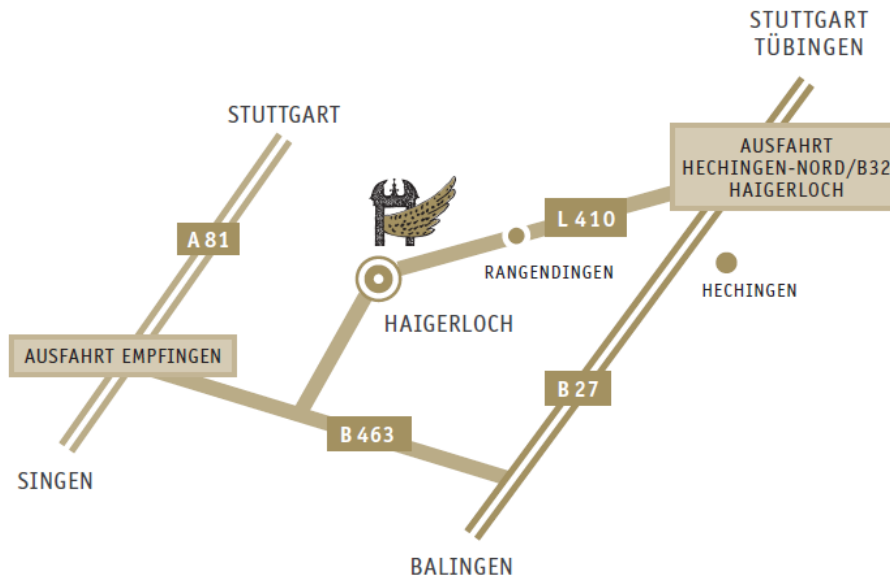 STUTTGART
TÜBINGEN
STUTTGART
AUSFAHRT
HECHINGEN-NORD/B32
HAIGERLOCH
L 410
A 81
RANGENDINGEN
HECHINGEN
HAIGERLOCH
AUSFAHRT EMPFINGEN
B 27
B 463
SINGEN
BALINGEN